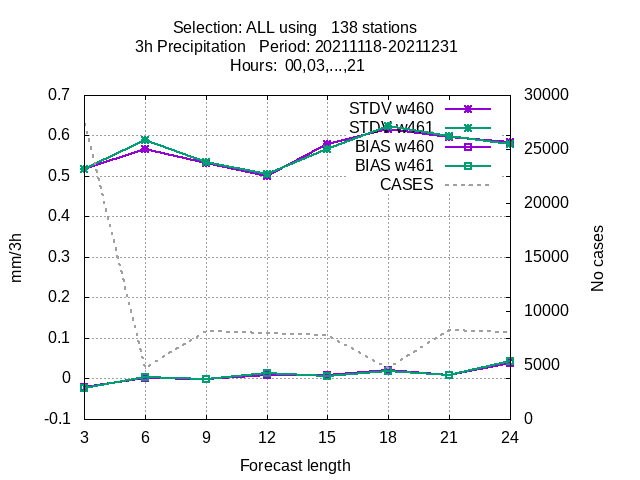 Selection: ALL using   138 stations
3h Precipitation   Period: 20211118-20211231
Hours:  00,03,...,21
0.7
0.6
0.5
0.4
0.3
0.2
0.1
0
-0.1
mm/3h
STDV w460
STDV w461
BIAS w460
BIAS w461
CASES
30000
25000
20000
15000
10000
5000
0
No cases
3 6 9 12 15 18 21 24
Forecast length